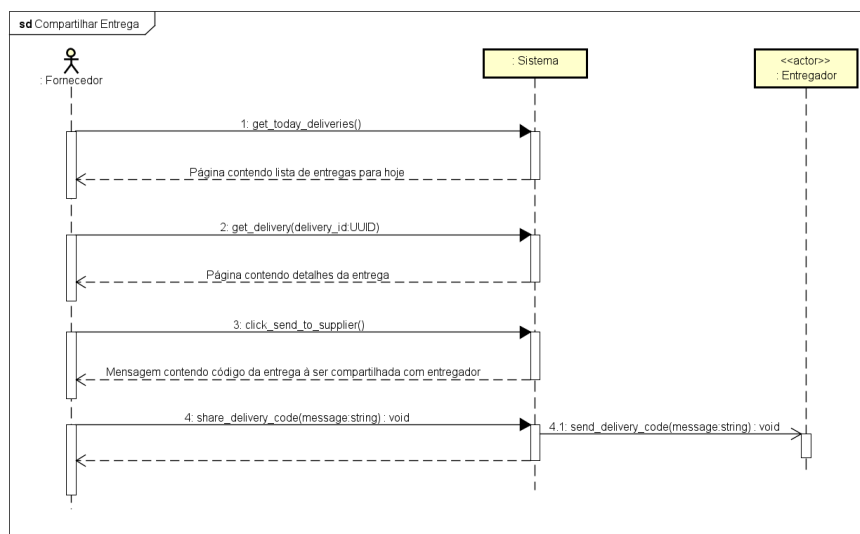 sd Compartilhar Entrega
: Fornecedor
: Sistema
<<actor>>
: Entregador
1: get_today_deliveries()
Página contendo lista de entregas para hoje
2: get_delivery(delivery_id:UUID)
Página contendo detalhes da entrega
3: click_send_to_supplier()
Mensagem contendo código da entrega à ser compartilhada com entregador
4: share_delivery_code(message:string) : void
4.1: send_delivery_code(message:string) : void